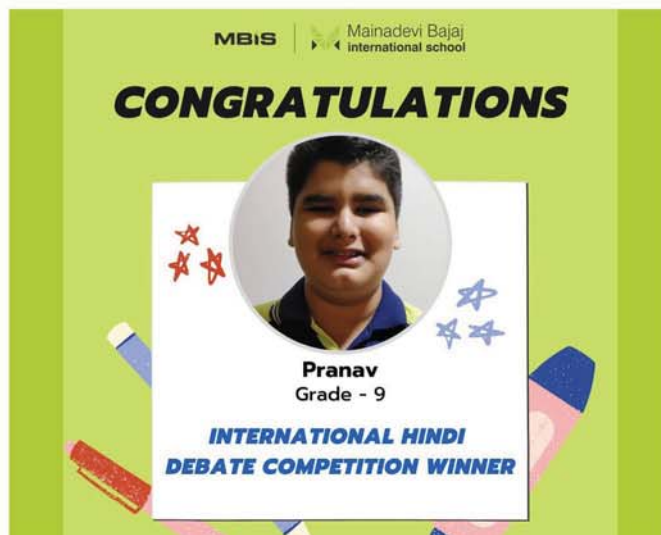 MBiS
Mainadevi Bajaj
international school
CONGRATULATIONS
Pranav
Grade - 9
INTERNATIONAL HINDI
DEBATE COMPETITION WINNER